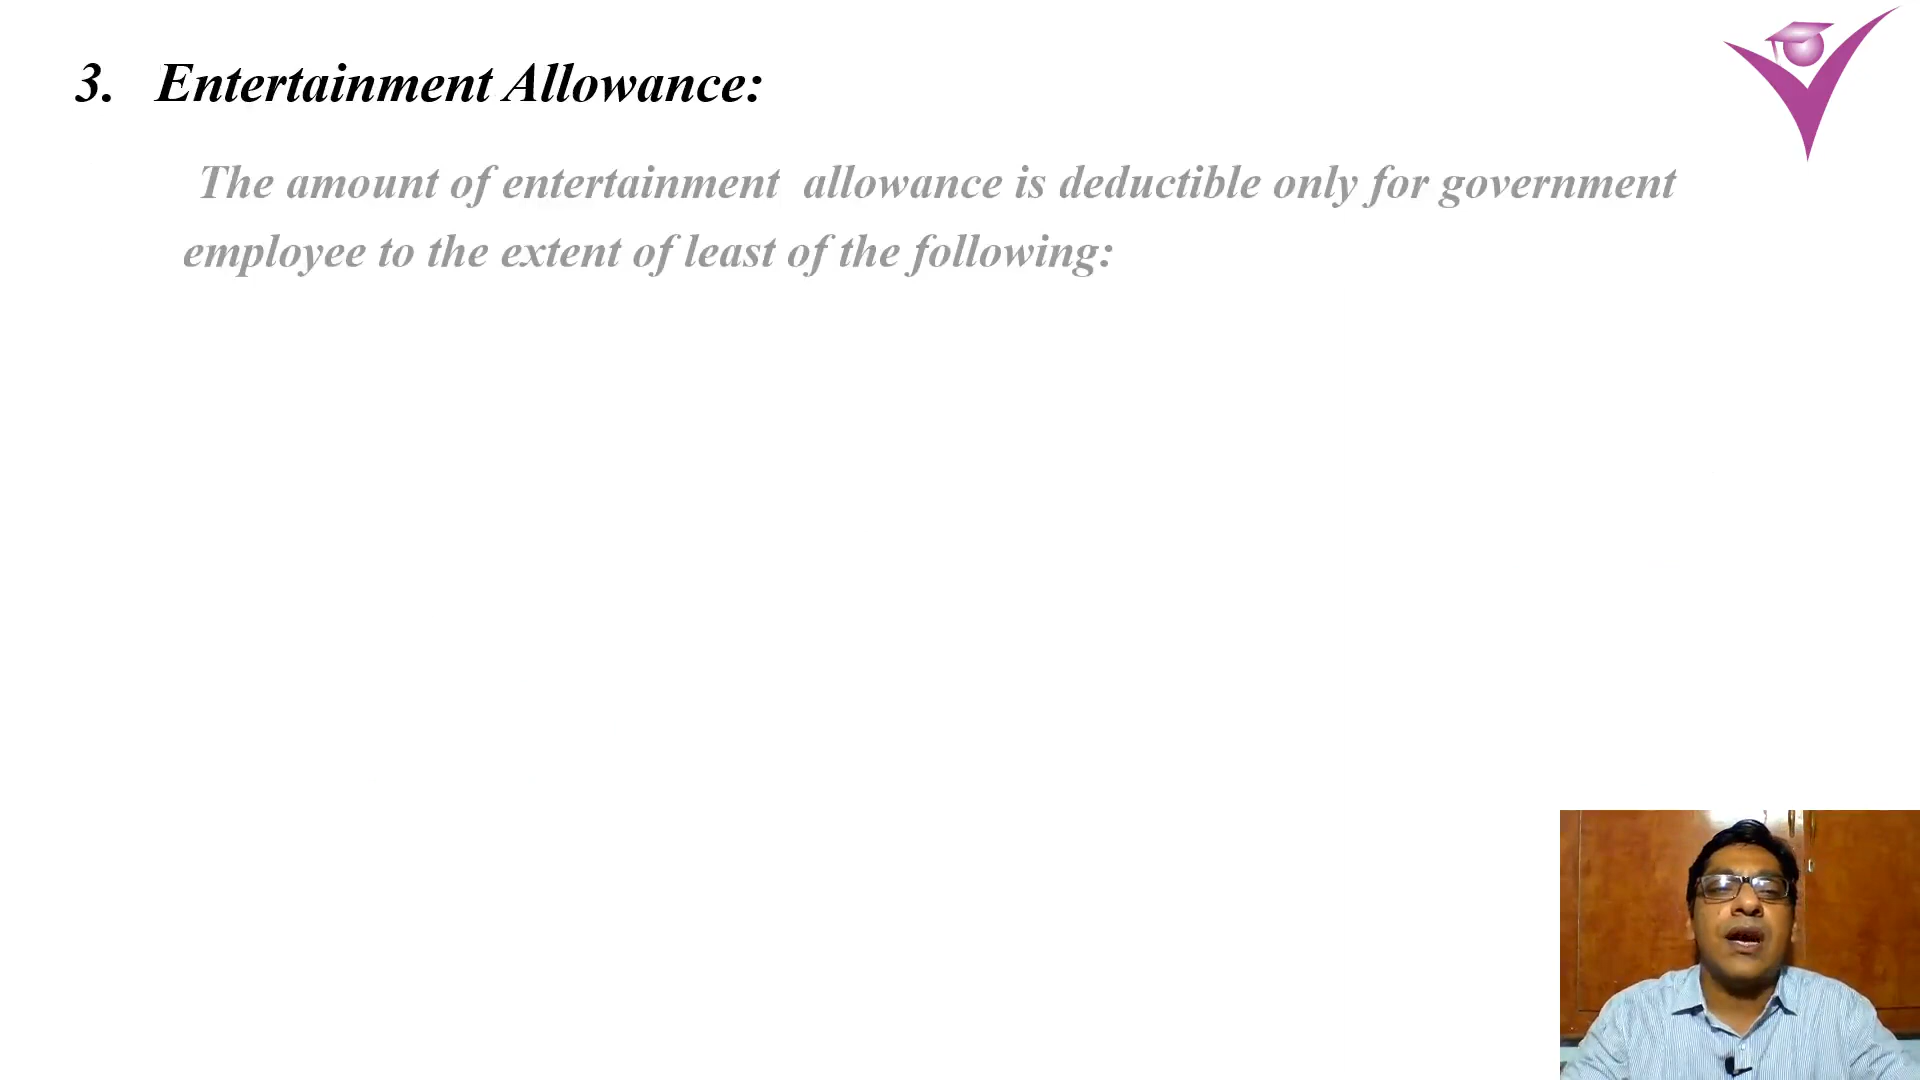 3. Entertainment Allowance:
The amount of entertainment allowance is deductible only for government
employee to the extent of least of the following: